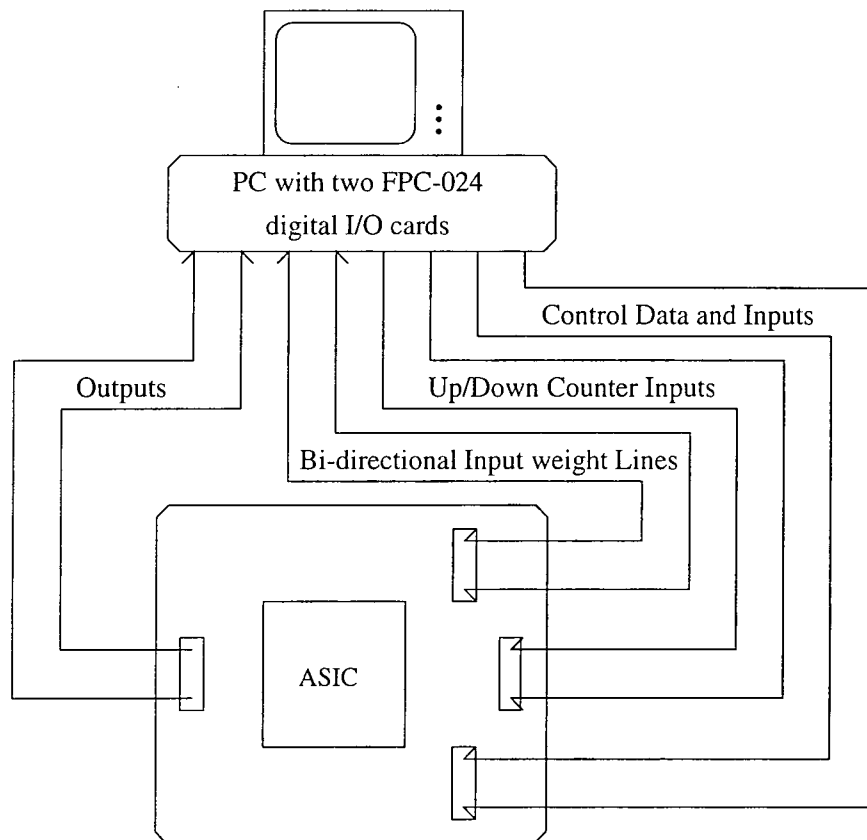 PC with two FPC-024
digital I/O cards
Control Data and Inputs
Outputs
Up/Down Counter Inputs
Bi-directional Input weight Lines
ASIC